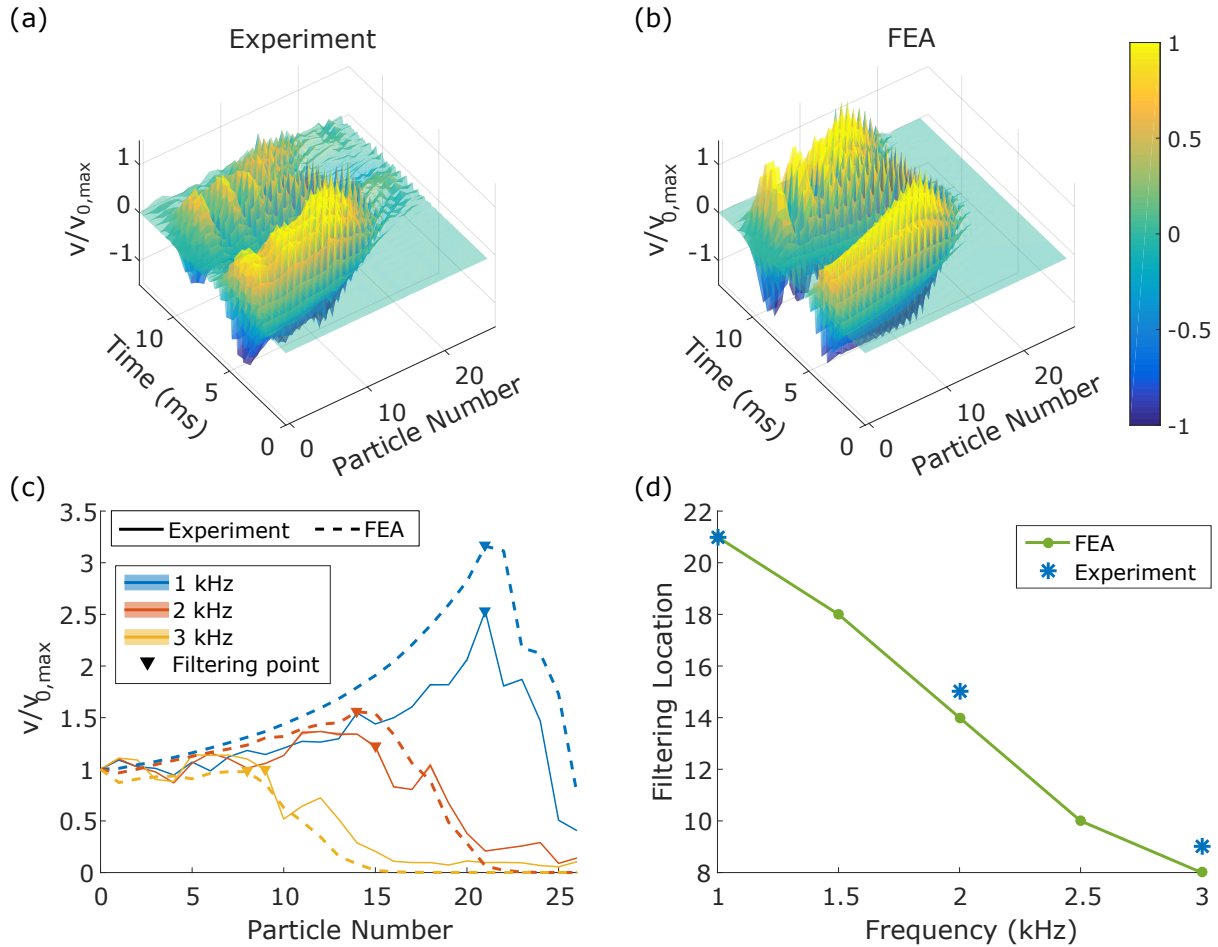 (a)
Experiment
1
0
-1
v/v0,max
10
5
0
Time (ms)
0
10
20
Particle Number
(b)
FEA
1
0
-1
v/v0,max
10
5
0
Time (ms)
0
10
20
Particle Number
1
0.5
0
-0.5
-1
(c)
3.5
3
2.5
2
1.5
1
0.5
0
v/v0,max
Experiment
FEA
1 kHz
2 kHz
3 kHz
Filtering point
0
5
10
15
20
25
Particle Number
(d)
22
20
18
16
14
12
10
8
Filtering Location
FEA
Experiment
1
1.5
2
2.5
3
Frequency (kHz)